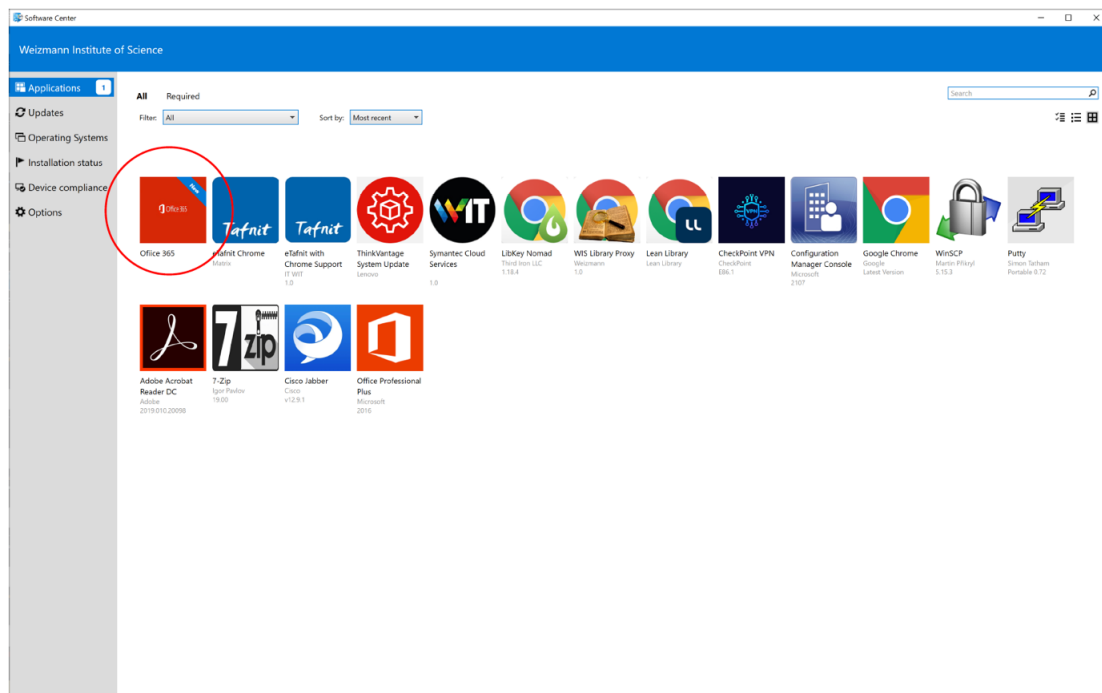 Software Center
Weizmann Institute of Science
Applications 1
Updates
Operating Systems
Installation status
Device compliance
Options
All Required
Search
Filter: All Sort by: Most recent
Office 365 New
Office 365
Tafnit
eTafnit Chrome
Matrix
Tafnit
eTafnit with
Chrome Support
IT WIT
1.0
ThinkVantage
System Update
Lenovo
WIT
Symantec Cloud
Services
1.0
LibKey Nomad
Third Iron LLC
1.18.4
WIS Library Proxy
Weizmann
1.0
LL
Lean Library
Lean Library
VPN
CheckPoint VPN
CheckPoint
E86.1
Configuration
Manager Console
Microsoft
2107
Google Chrome
Google
Latest Version
WinSCP
Martin Přikryl
5.15.3
Putty
Simon Tatham
Portable 0.72
Adobe Acrobat
Reader DC
Adobe
2019.010.20098
7 zip
7-Zip
Igor Pavlov
19.00
Cisco Jabber
Cisco
v12.9.1
Office Professional
Plus
Microsoft
2016